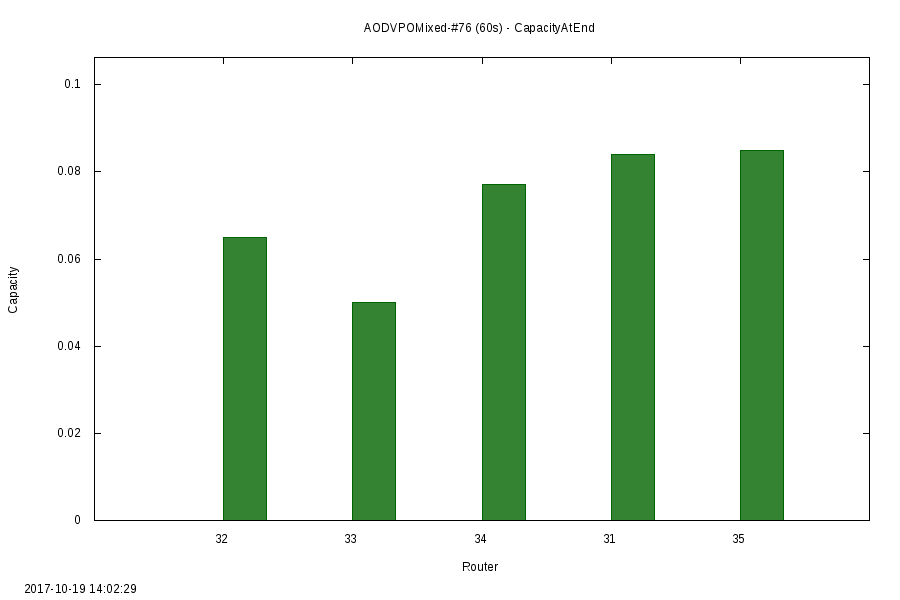 AODVPOMixed-#76 (60s) - CapacityAtEnd
0.1
0.08
0.06
0.04
0.02
0
Capacity
32 33 34 31 35
Router
2017-10-19 14:02:29